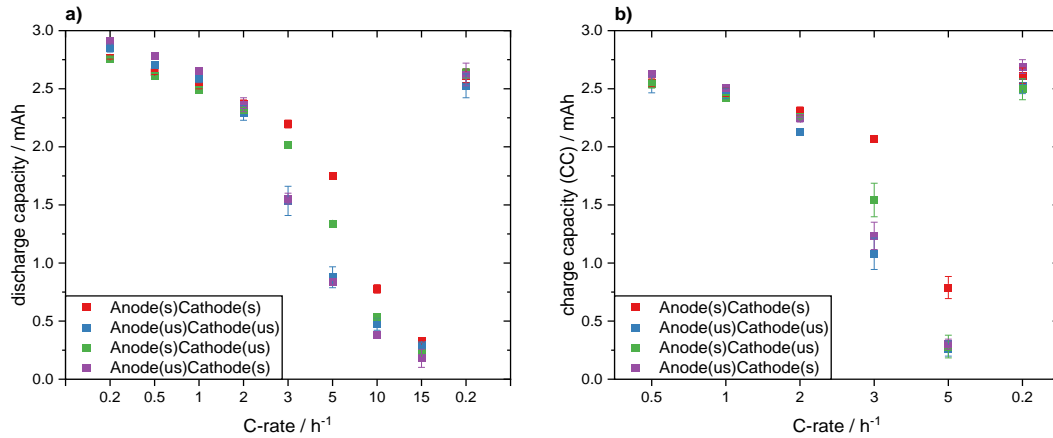 a)
3.0
2.5
2.0
1.5
1.0
0.5
0.0
discharge capacity / mAh
Anode(s)Cathode(s)
Anode(us)Cathode(us)
Anode(s)Cathode(us)
Anode(us)Cathode(s)
0.2 0.5 1 2 3 5 10 15 0.2
C-rate / h⁻¹
b)
3.0
2.5
2.0
1.5
1.0
0.5
0.0
charge capacity (CC) / mAh
Anode(s)Cathode(s)
Anode(us)Cathode(us)
Anode(s)Cathode(us)
Anode(us)Cathode(s)
0.5 1 2 3 5 0.2
C-rate / h⁻¹